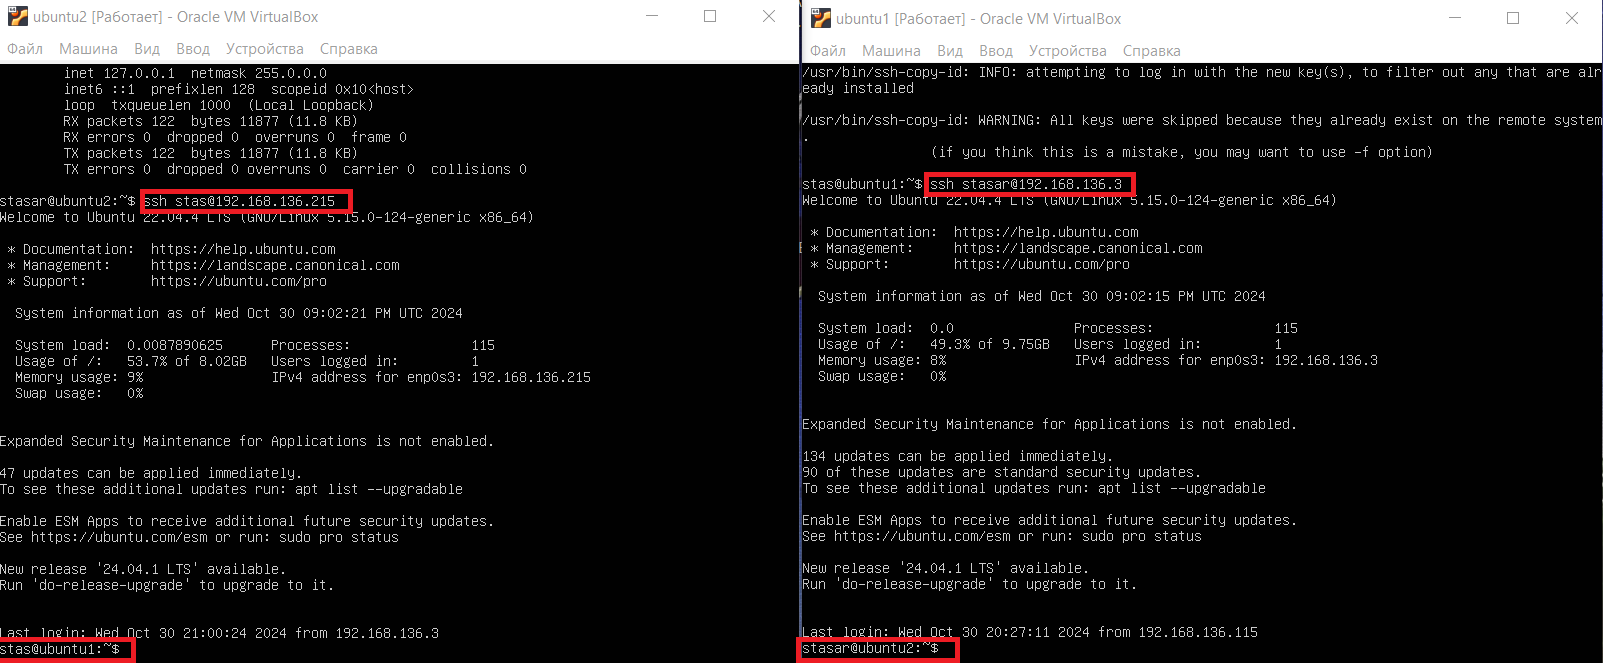 ubuntu2 [Работает] - Oracle VM VirtualBox
Файл Машина Вид Ввод Устройства Справка
inet 127.0.0.1 netmask 255.0.0.0
inet6 ::1 prefixlen 128 scopeid 0x10<host>
loop txqueuelen 1000 (Local Loopback)
RX packets 122 bytes 11877 (11.8 KB)
RX errors 0 dropped 0 overruns 0 frame 0
TX packets 122 bytes 11877 (11.8 KB)
TX errors 0 dropped 0 overruns 0 carrier 0 collisions 0
stasar@ubuntu2:~$ ssh stas@192.168.136.215
Welcome to Ubuntu 22.04.4 LTS (GNU/Linux 5.15.0-124-generic x86_64)
* Documentation: https://help.ubuntu.com
* Management: https://landscape.canonical.com
* Support: https://ubuntu.com/pro
System information as of Wed Oct 30 09:02:21 PM UTC 2024
System load: 0.0087890625 Processes: 115
Usage of /: 53.7% of 8.02GB Users logged in: 1
Memory usage: 9% IPv4 address for enp0s3: 192.168.136.215
Swap usage: 0%
Expanded Security Maintenance for Applications is not enabled.
47 updates can be applied immediately.
To see these additional updates run: apt list --upgradable
Enable ESM Apps to receive additional future security updates.
See https://ubuntu.com/esm or run: sudo pro status
New release '24.04.1 LTS' available.
Run 'do-release-upgrade' to upgrade to it.
Last login: Wed Oct 30 21:00:24 2024 from 192.168.136.3
stas@ubuntu1:~$
ubuntu1 [Работает] - Oracle VM VirtualBox
Файл Машина Вид Ввод Устройства Справка
/usr/bin/ssh-copy-id: INFO: attempting to log in with the new key(s), to filter out any that are alr
eady installed
/usr/bin/ssh-copy-id: WARNING: All keys were skipped because they already exist on the remote system
.
(if you think this is a mistake, you may want to use -f option)
stas@ubuntu1:~$ ssh stasar@192.168.136.3
Welcome to Ubuntu 22.04.4 LTS (GNU/Linux 5.15.0-124-generic x86_64)
* Documentation: https://help.ubuntu.com
* Management: https://landscape.canonical.com
* Support: https://ubuntu.com/pro
System information as of Wed Oct 30 09:02:15 PM UTC 2024
System load: 0.0 Processes: 115
Usage of /: 49.3% of 9.75GB Users logged in: 1
Memory usage: 8% IPv4 address for enp0s3: 192.168.136.3
Swap usage: 0%
Expanded Security Maintenance for Applications is not enabled.
134 updates can be applied immediately.
90 of these updates are standard security updates.
To see these additional updates run: apt list --upgradable
Enable ESM Apps to receive additional future security updates.
See https://ubuntu.com/esm or run: sudo pro status
New release '24.04.1 LTS' available.
Run 'do-release-upgrade' to upgrade to it.
Last login: Wed Oct 30 20:27:11 2024 from 192.168.136.115
stasar@ubuntu2:~$